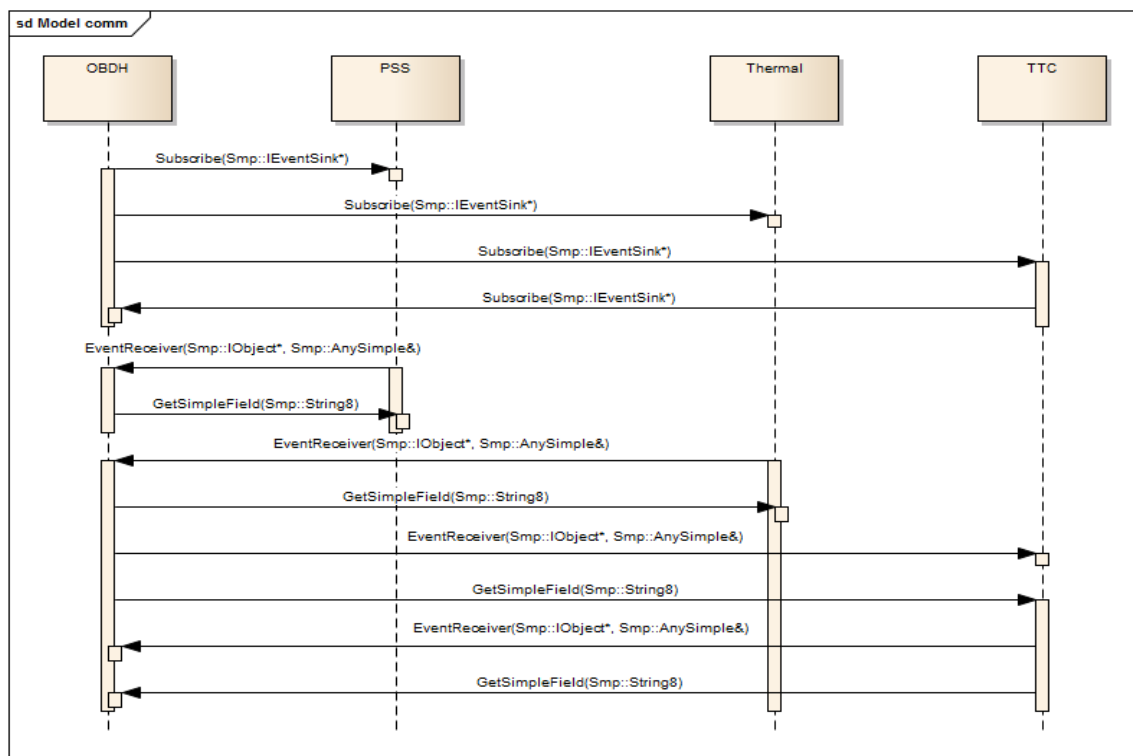 sd Model comm
OBDH
PSS
Thermal
TTC
Subscribe(Smp::IEventSink*)
Subscribe(Smp::IEventSink*)
Subscribe(Smp::IEventSink*)
Subscribe(Smp::IEventSink*)
EventReceiver(Smp::IObject*, Smp::AnySimple&)
GetSimpleField(Smp::String8)
EventReceiver(Smp::IObject*, Smp::AnySimple&)
GetSimpleField(Smp::String8)
EventReceiver(Smp::IObject*, Smp::AnySimple&)
GetSimpleField(Smp::String8)
EventReceiver(Smp::IObject*, Smp::AnySimple&)
GetSimpleField(Smp::String8)